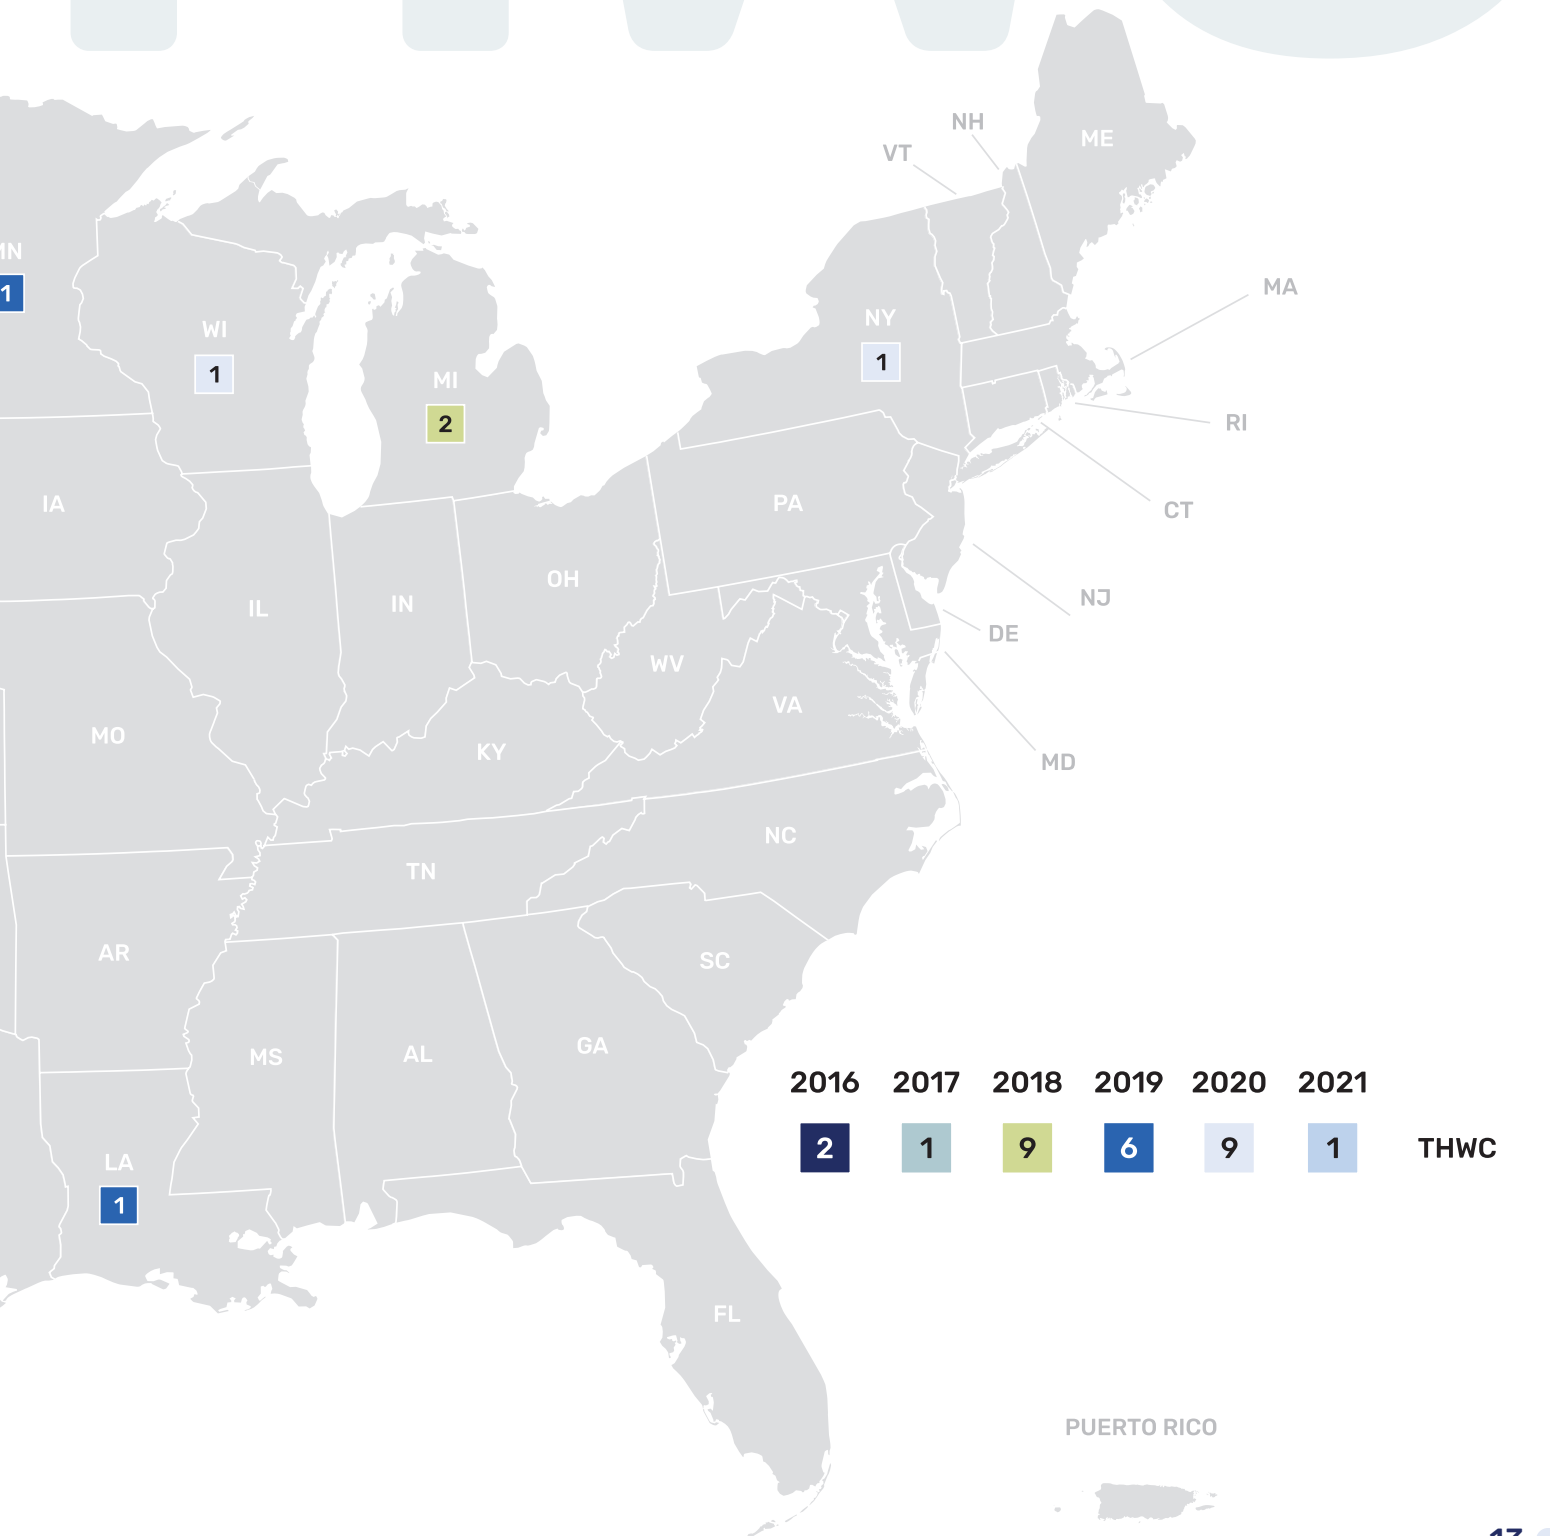 NH
ME
VT
MN
1
MA
NY
WI
1
1
MI
2
RI
IA
PA
CT
OH
NJ
IN
IL
DE
WV
VA
MO
KY
MD
NC
TN
AR
SC
GA
AL
MS
2016 2017 2018 2019 2020 2021
2 1 9 6 9 1 THWC
LA
1
FL
PUERTO RICO